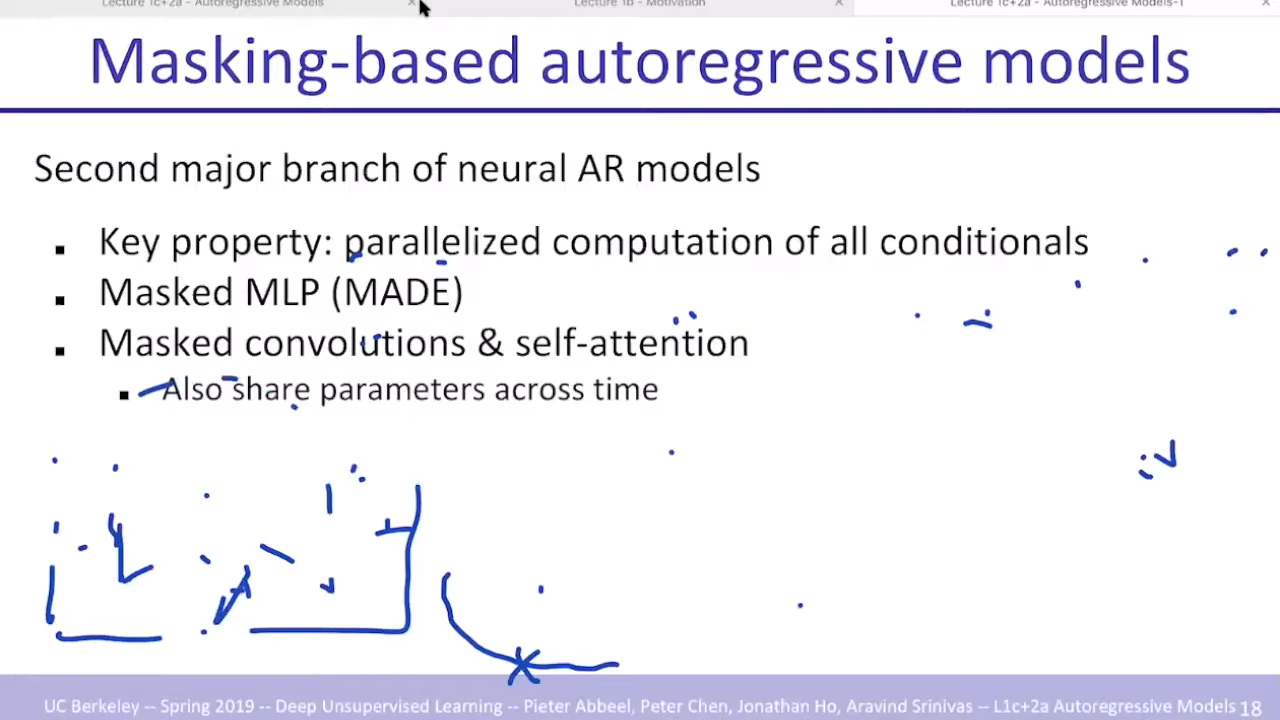 Lecture 1c+2a - Autoregressive Models
Lecture 1b - Motivation
Lecture 1c+2a - Autoregressive Models-1
Masking-based autoregressive models
Second major branch of neural AR models
▪ Key property: parallelized computation of all conditionals
▪ Masked MLP (MADE)
▪ Masked convolutions & self-attention
▪ Also share parameters across time
UC Berkeley -- Spring 2019 -- Deep Unsupervised Learning -- Pieter Abbeel, Peter Chen, Jonathan Ho, Aravind Srinivas -- L1c+2a Autoregressive Models 18